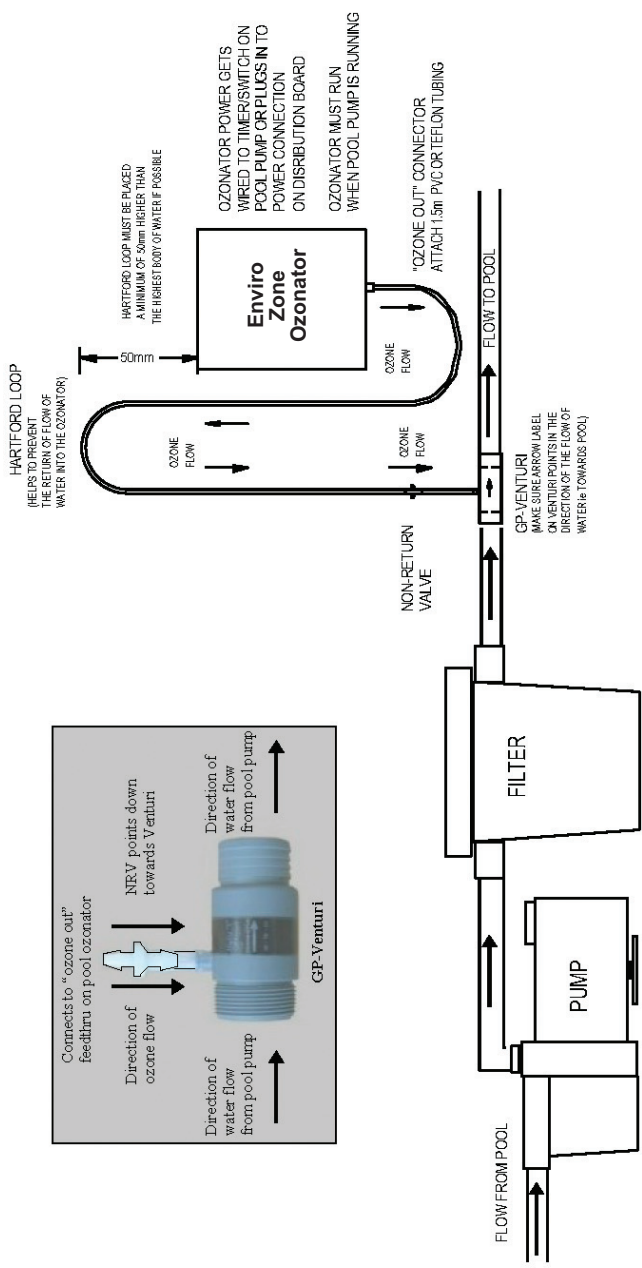 HARTFORD LOOP
(HELPS TO PREVENT
THE RETURN OF FLOW OF
WATER INTO THE OZONATOR)
50mm
HARTFORD LOOP MUST BE PLACED
A MINIMUM OF 50mm HIGHER THAN
THE HIGHEST BODY OF WATER IF POSSIBLE
OZONATOR POWER GETS
WIRED TO TIMER/SWITCH ON
POOL PUMP OR PLUGS IN TO
POWER CONNECTION
ON DISRIBUTION BOARD
OZONATOR MUST RUN
WHEN POOL PUMP IS RUNNING
Enviro
Zone
Ozonator
"OZONE OUT" CONNECTOR
ATTACH 1.5m PVC OR TEFLON TUBING
OZONE
FLOW
OZONE
FLOW
OZONE
FLOW
NON-RETURN
VALVE
GP-VENTURI
(MAKE SURE ARROW LABEL
ON VENTURI POINTS IN THE
DIRECTION OF THE FLOW OF
WATER ie TOWARDS POOL)
FLOW TO POOL
Connects to "ozone out"
feedthru on pool ozonator
Direction of
ozone flow
NRV points down
towards Venturi
Direction of
water flow
from pool pump
Direction of
water flow
from pool pump
GP-Venturi
FILTER
PUMP
FLOW FROM POOL